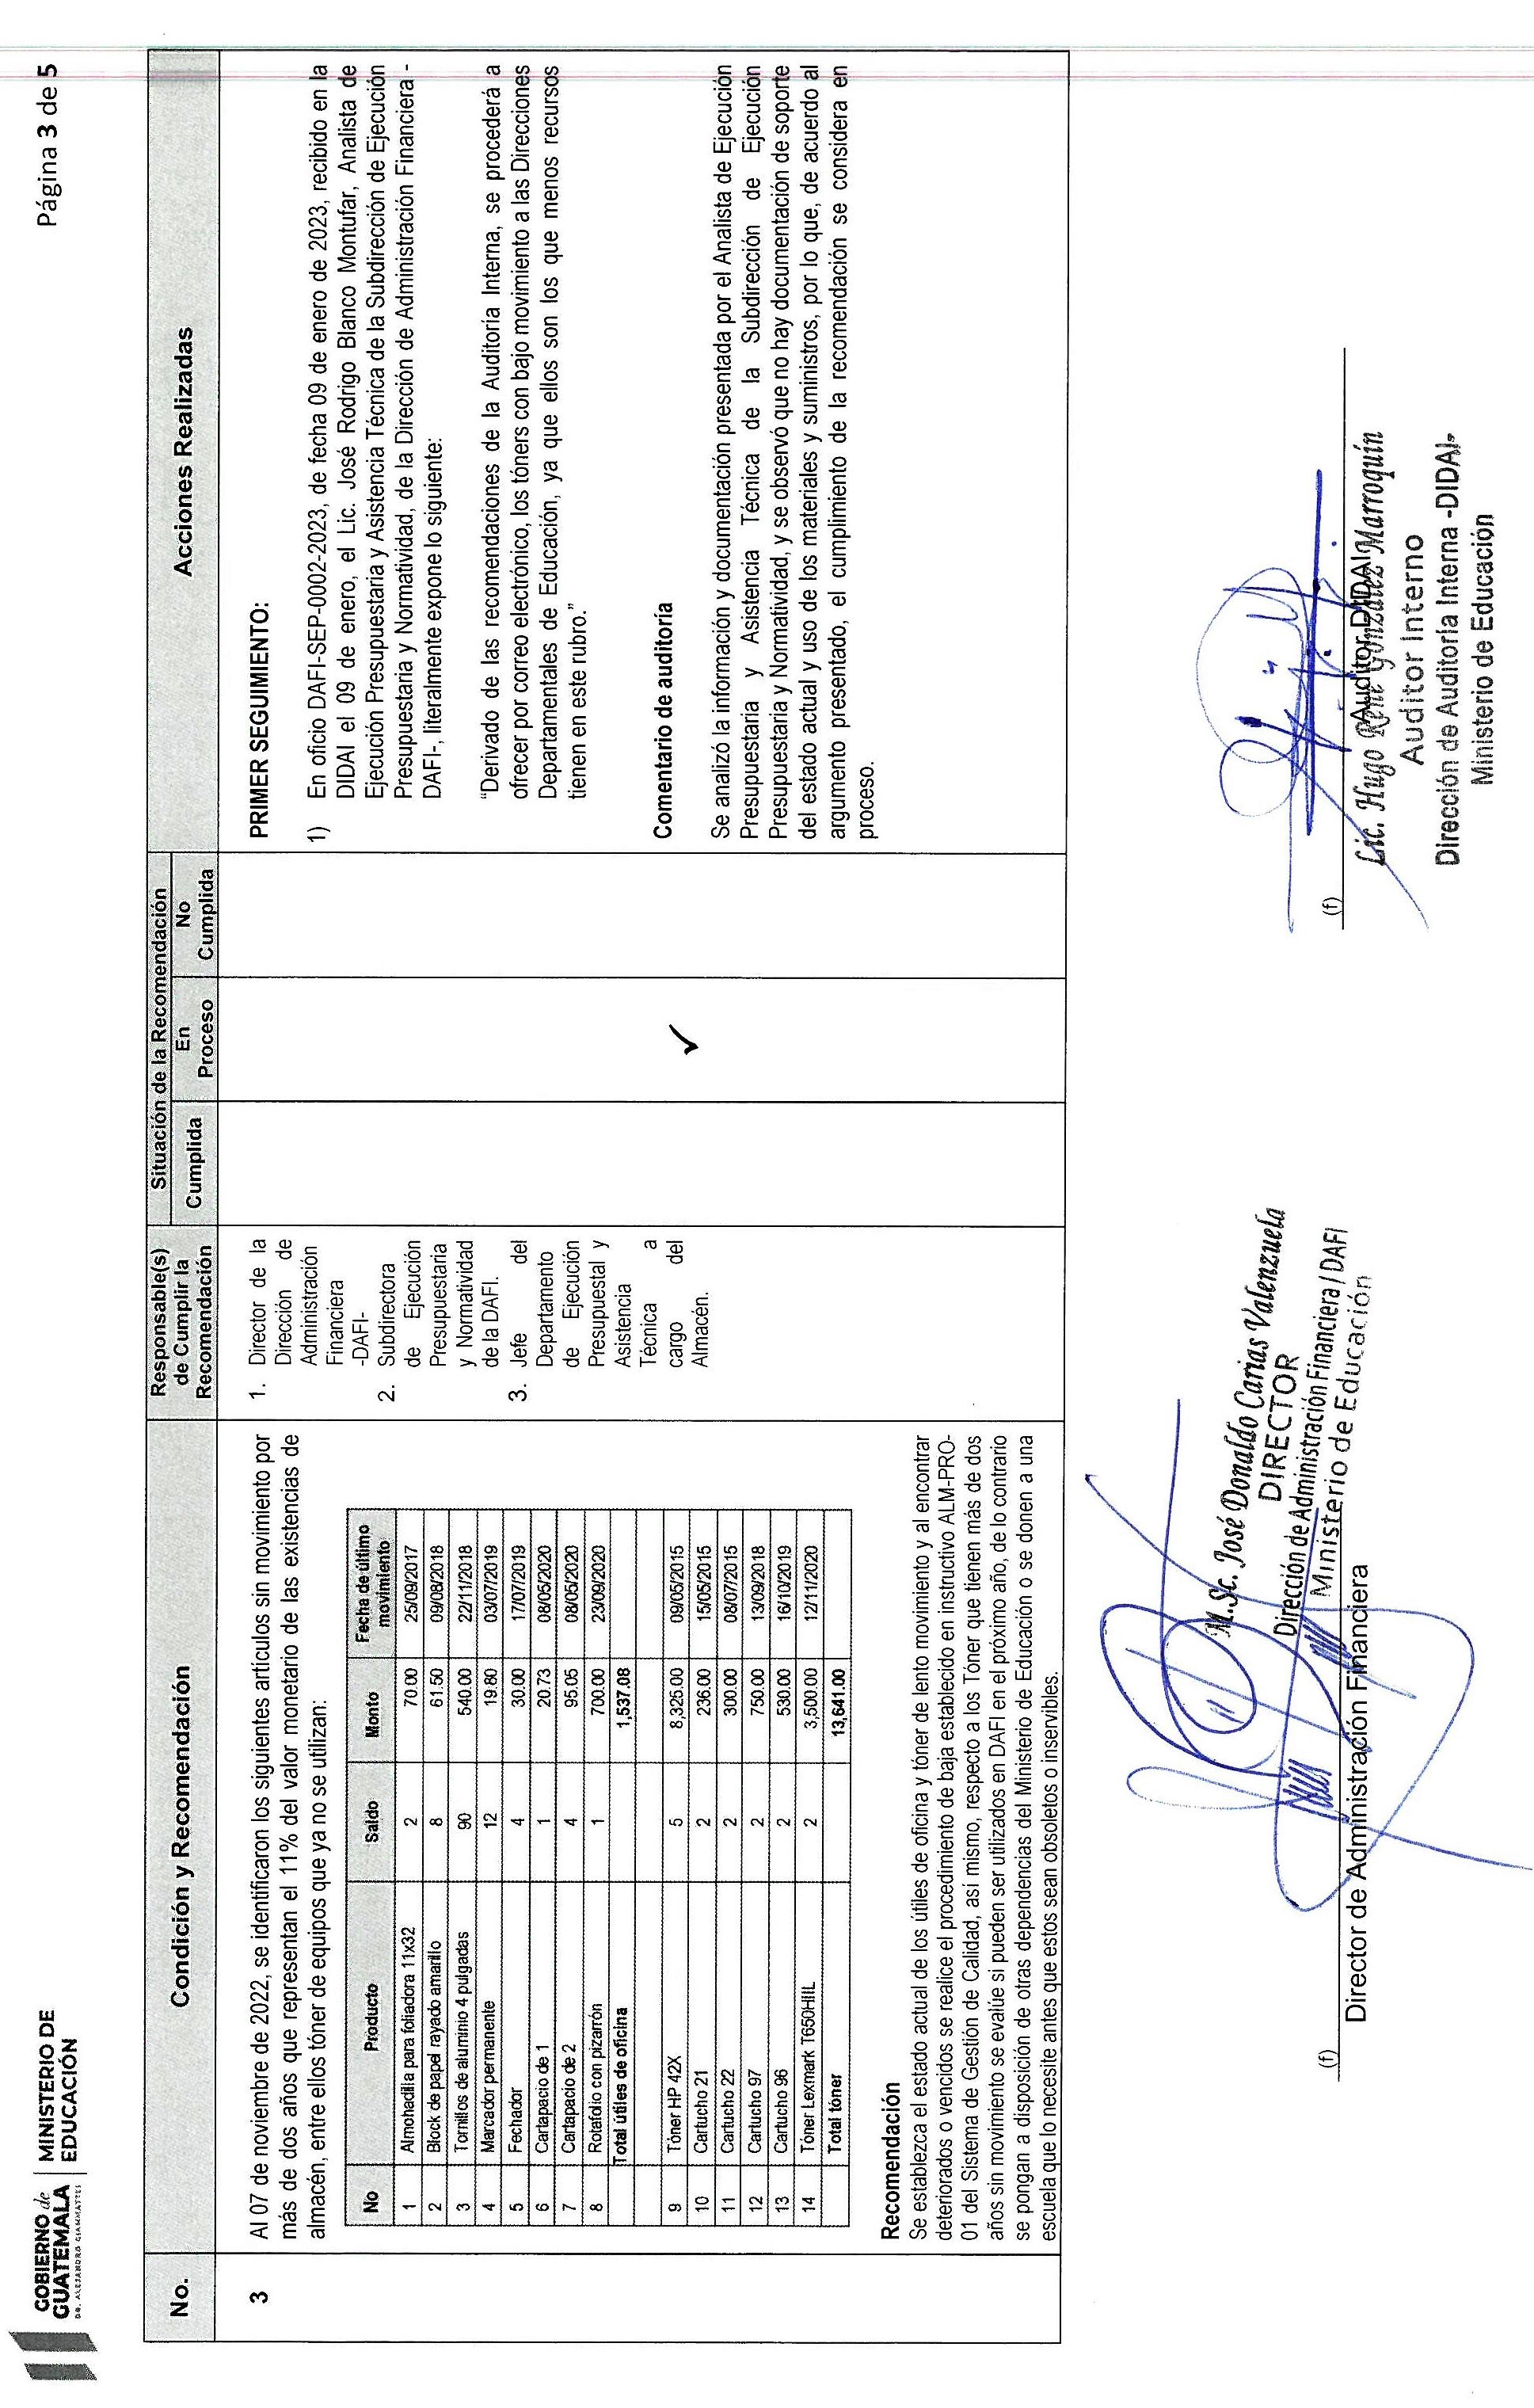 GOBIERNO de
GUATEMALA
DR. ALEJANDRO GIAMMATTEI
MINISTERIO DE
EDUCACIÓN
Página 3 de 5
No.
Condición y Recomendación
Responsable(s)
de Cumplir la
Recomendación
Situación de la Recomendación
Cumplida
En
Proceso
No
Cumplida
Acciones Realizadas
3
Al 07 de noviembre de 2022, se identificaron los siguientes artículos sin movimiento por
más de dos años que representan el 11% del valor monetario de las existencias de
almacén, entre ellos tóner de equipos que ya no se utilizan:
No Producto Saldo Monto Fecha de último
movimiento
1 Almohadilla para foliadora 11x32 2 70.00 25/09/2017
2 Block de papel rayado amarillo 8 61.50 09/08/2018
3 Tornillos de aluminio 4 pulgadas 90 540.00 22/11/2018
4 Marcador permanente 12 19.80 03/07/2019
5 Fechador 4 30.00 17/07/2019
6 Cartapacio de 1 1 20.73 08/05/2020
7 Cartapacio de 2 4 95.05 08/05/2020
8 Rotafolio con pizarrón 1 700.00 23/09/2020
Total útiles de oficina 1,537.08
9 Tóner HP 42X 5 8,325.00 09/05/2015
10 Cartucho 21 2 236.00 15/05/2015
11 Cartucho 22 2 300.00 08/07/2015
12 Cartucho 97 2 750.00 13/09/2018
13 Cartucho 96 2 530.00 16/10/2019
14 Tóner Lexmark T650HIIL 2 3,500.00 12/11/2020
Total tóner 13,641.00
Recomendación
Se establezca el estado actual de los útiles de oficina y tóner de lento movimiento y al encontrar
deteriorados o vencidos se realice el procedimiento de baja establecido en instructivo ALM-PRO-
01 del Sistema de Gestión de Calidad, así mismo, respecto a los Tóner que tienen más de dos
años sin movimiento se evalúe si pueden ser utilizados en DAFI en el próximo año, de lo contrario
se pongan a disposición de otras dependencias del Ministerio de Educación o se donen a una
escuela que lo necesite antes que estos sean obsoletos o inservibles.
1. Director de la
Dirección de
Administración
Financiera
-DAFI-
2. Subdirectora
de Ejecución
Presupuestaria
y Normatividad
de la DAFI.
3. Jefe del
Departamento
de Ejecución
Presupuestal y
Asistencia
Técnica a
cargo del
Almacén.
✓
PRIMER SEGUIMIENTO:
1) En oficio DAFI-SEP-0002-2023, de fecha 09 de enero de 2023, recibido en la
DIDAI el 09 de enero, el Lic. José Rodrigo Blanco Montufar, Analista de
Ejecución Presupuestaria y Asistencia Técnica de la Subdirección de Ejecución
Presupuestaria y Normatividad, de la Dirección de Administración Financiera -
DAFI-, literalmente expone lo siguiente:
“Derivado de las recomendaciones de la Auditoria Interna, se procederá a
ofrecer por correo electrónico, los tóners con bajo movimiento a las Direcciones
Departamentales de Educación, ya que ellos son los que menos recursos
tienen en este rubro.”
Comentario de auditoría
Se analizó la información y documentación presentada por el Analista de Ejecución
Presupuestaria y Asistencia Técnica de la Subdirección de Ejecución
Presupuestaria y Normatividad, y se observó que no hay documentación de soporte
del estado actual y uso de los materiales y suministros, por lo que, de acuerdo al
argumento presentado, el cumplimiento de la recomendación se considera en
proceso.
(f)
Director de Administración Financiera
M.Sc. José Donaldo Carias Valenzuela
DIRECTOR
Dirección de Administración Financiera / DAFI
Ministerio de Educación
(f)
Auditor DIDAI
Lic. Hugo René González Marroquín
Auditor Interno
Dirección de Auditoría Interna -DIDAI-
Ministerio de Educación